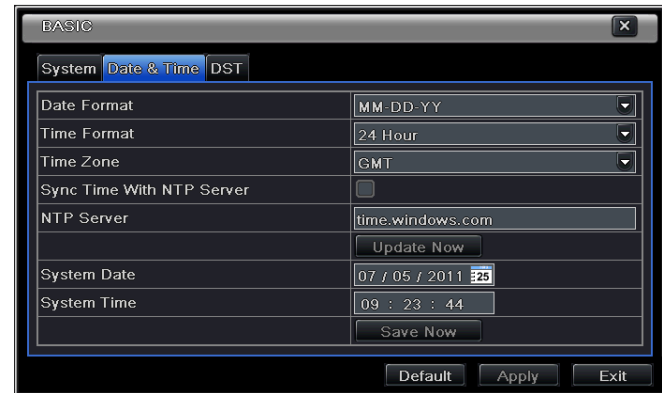 BASIC
System Date & Time DST
Date Format MM-DD-YY
Time Format 24 Hour
Time Zone GMT
Sync Time With NTP Server
NTP Server time.windows.com
Update Now
System Date 07 / 05 / 2011 25
System Time 09 : 23 : 44
Save Now
Default Apply Exit